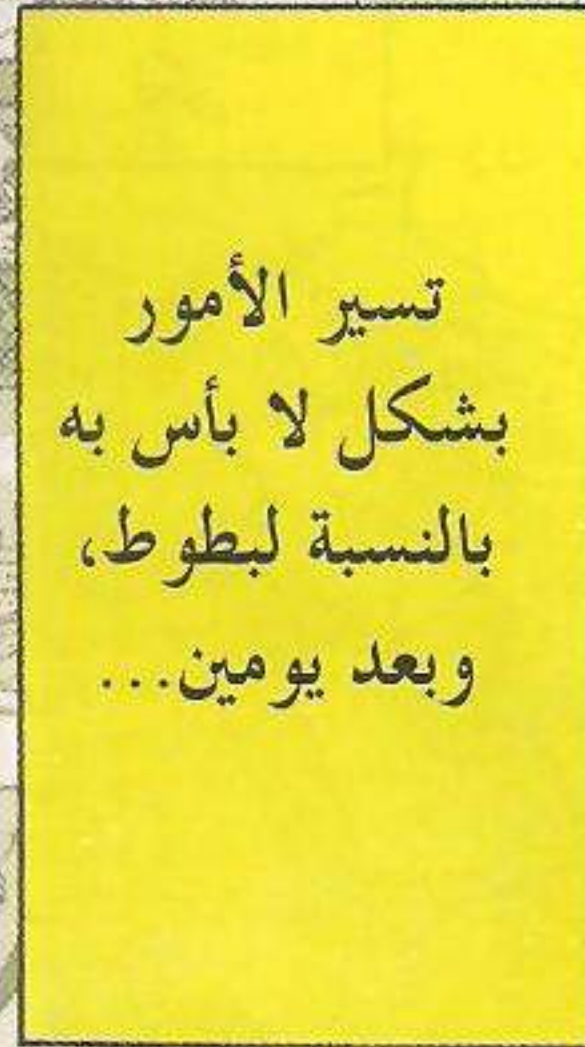 تسير الأمور
بشكل لا بأس به
بالنسبة لبطوط،
وبعد يومين...